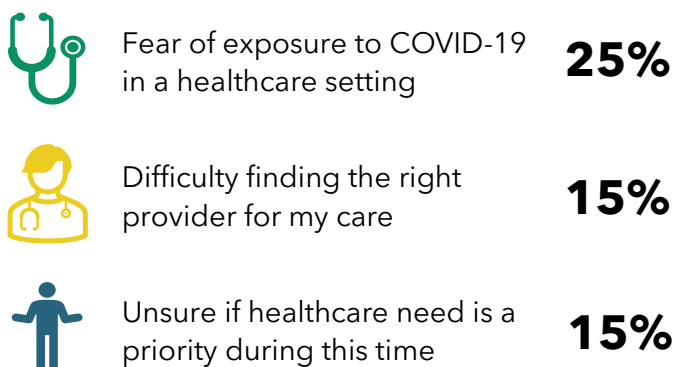 Fear of exposure to COVID-19
in a healthcare setting
25%
Difficulty finding the right
provider for my care
15%
Unsure if healthcare need is a
priority during this time
15%